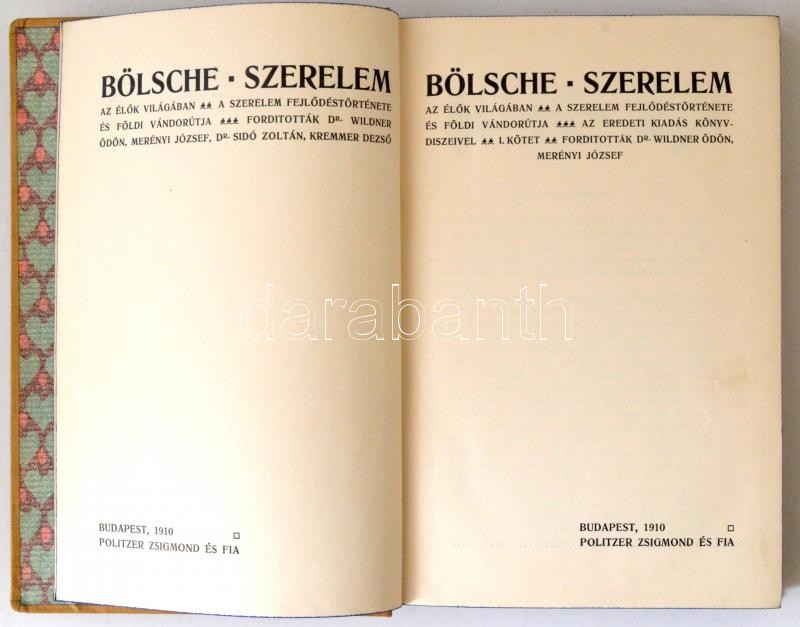 BÖLSCHE ▪ SZERELEM
AZ ÉLŐK VILÁGÁBAN A SZERELEM FEJLŐDÉSTÖRTÉNETE
ÉS FÖLDI VÁNDORÚTJA FORDITOTTÁK DR. WILDNER
ÖDÖN, MERÉNYI JÓZSEF, DR. SIDÓ ZOLTÁN, KREMMER DEZSŐ
BUDAPEST, 1910
POLITZER ZSIGMOND ÉS FIA
BÖLSCHE ▪ SZERELEM
AZ ÉLŐK VILÁGÁBAN A SZERELEM FEJLŐDÉSTÖRTÉNETE
ÉS FÖLDI VÁNDORÚTJA AZ EREDETI KIADÁS KÖNYV-
DISZEIVEL I. KÖTET FORDITOTTÁK DR. WILDNER ÖDÖN,
MERÉNYI JÓZSEF
BUDAPEST, 1910
POLITZER ZSIGMOND ÉS FIA
darabanth